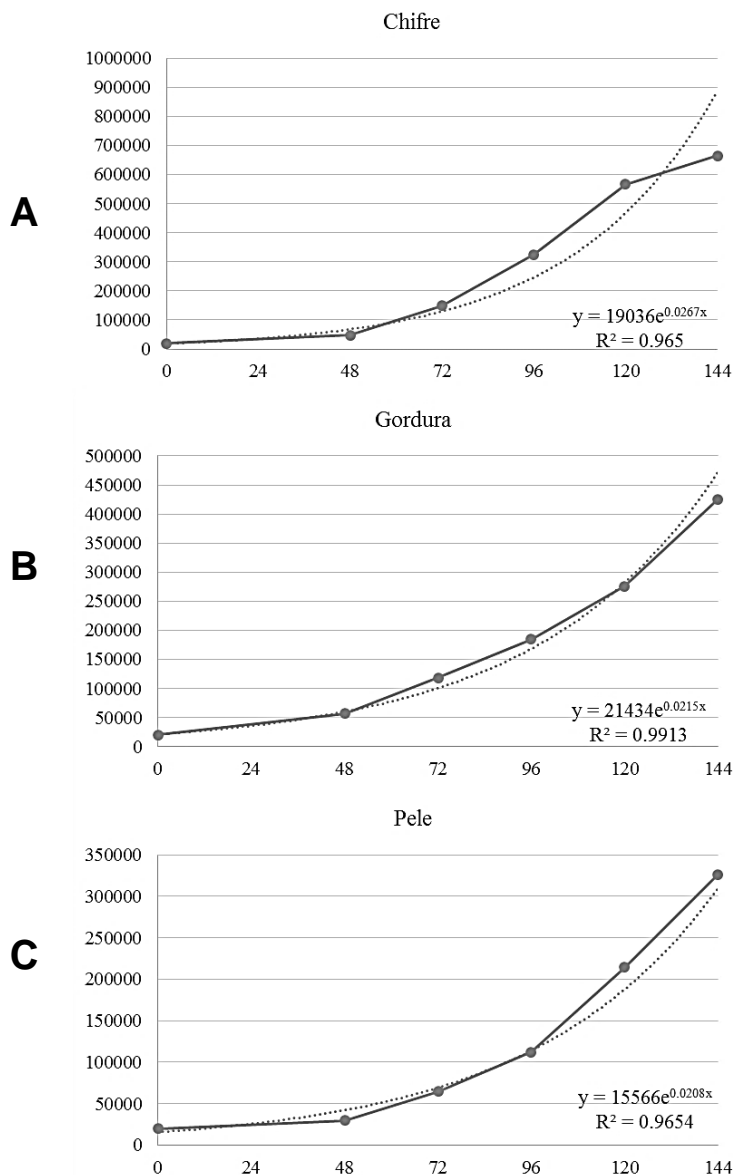 Chifre
A
1000000
900000
800000
700000
600000
500000
400000
300000
200000
100000
0
y = 19036e^0.0267x
R² = 0.965
0 24 48 72 96 120 144
Gordura
B
500000
450000
400000
350000
300000
250000
200000
150000
100000
50000
0
y = 21434e^0.0215x
R² = 0.9913
0 24 48 72 96 120 144
Pele
C
350000
300000
250000
200000
150000
100000
50000
0
y = 15566e^0.0208x
R² = 0.9654
0 24 48 72 96 120 144